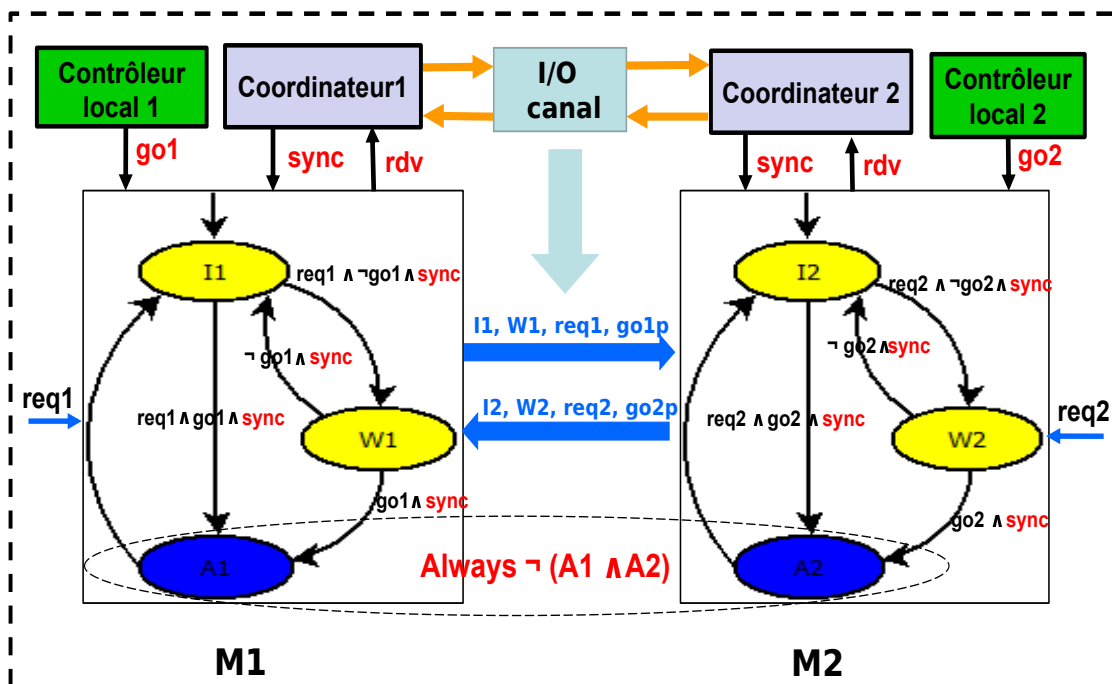 Contrôleur
local 1
Coordinateur1
I/O
canal
Coordinateur 2
Contrôleur
local 2
go1
sync
rdv
sync
rdv
go2
I1
req1 ∧ ¬go1∧ sync
I2
req2 ∧ ¬go2∧ sync
I1, W1, req1, go1p
¬ go1∧ sync
¬ go2∧sync
req1
req1∧go1∧ sync
W1
I2, W2, req2, go2p
req2 ∧ go2 ∧ sync
W2
req2
go1∧ sync
go2 ∧ sync
A1
Always ¬ (A1 ∧A2)
A2
M1
M2